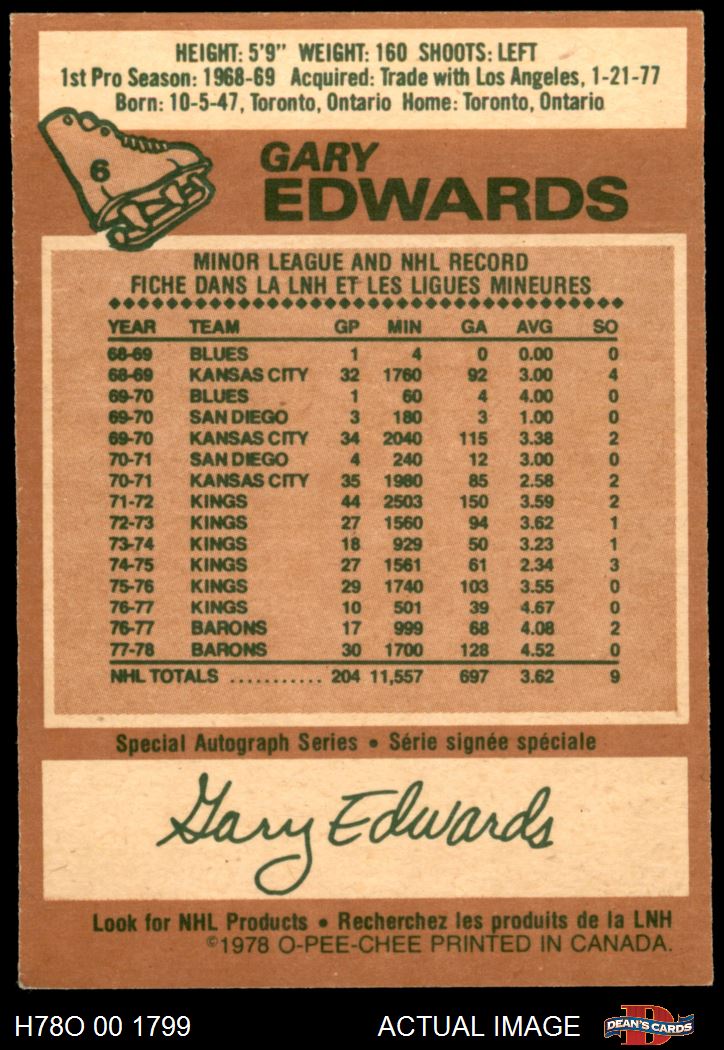 HEIGHT: 5'9" WEIGHT: 160 SHOOTS: LEFT
1st Pro Season: 1968-69 Acquired: Trade with Los Angeles, 1-21-77
Born: 10-5-47, Toronto, Ontario Home: Toronto, Ontario
6
GARY
EDWARDS
MINOR LEAGUE AND NHL RECORD
FICHE DANS LA LNH ET LES LIGUES MINEURES
YEAR TEAM GP MIN GA AVG SO
68-69 BLUES 1 4 0 0.00 0
68-69 KANSAS CITY 32 1760 92 3.00 4
69-70 BLUES 1 60 4 4.00 0
69-70 SAN DIEGO 3 180 3 1.00 0
69-70 KANSAS CITY 34 2040 115 3.38 2
70-71 SAN DIEGO 4 240 12 3.00 0
70-71 KANSAS CITY 35 1980 85 2.58 2
71-72 KINGS 44 2503 150 3.59 2
72-73 KINGS 27 1560 94 3.62 1
73-74 KINGS 18 929 50 3.23 1
74-75 KINGS 27 1561 61 2.34 3
75-76 KINGS 29 1740 103 3.55 0
76-77 KINGS 10 501 39 4.67 0
76-77 BARONS 17 999 68 4.08 2
77-78 BARONS 30 1700 128 4.52 0
NHL TOTALS ........... 204 11,557 697 3.62 9
Special Autograph Series • Série signée spéciale
Gary Edwards
Look for NHL Products • Recherchez les produits de la LNH
©1978 O-PEE-CHEE PRINTED IN CANADA.
H78O 00 1799 ACTUAL IMAGE D DEAN'S CARDS